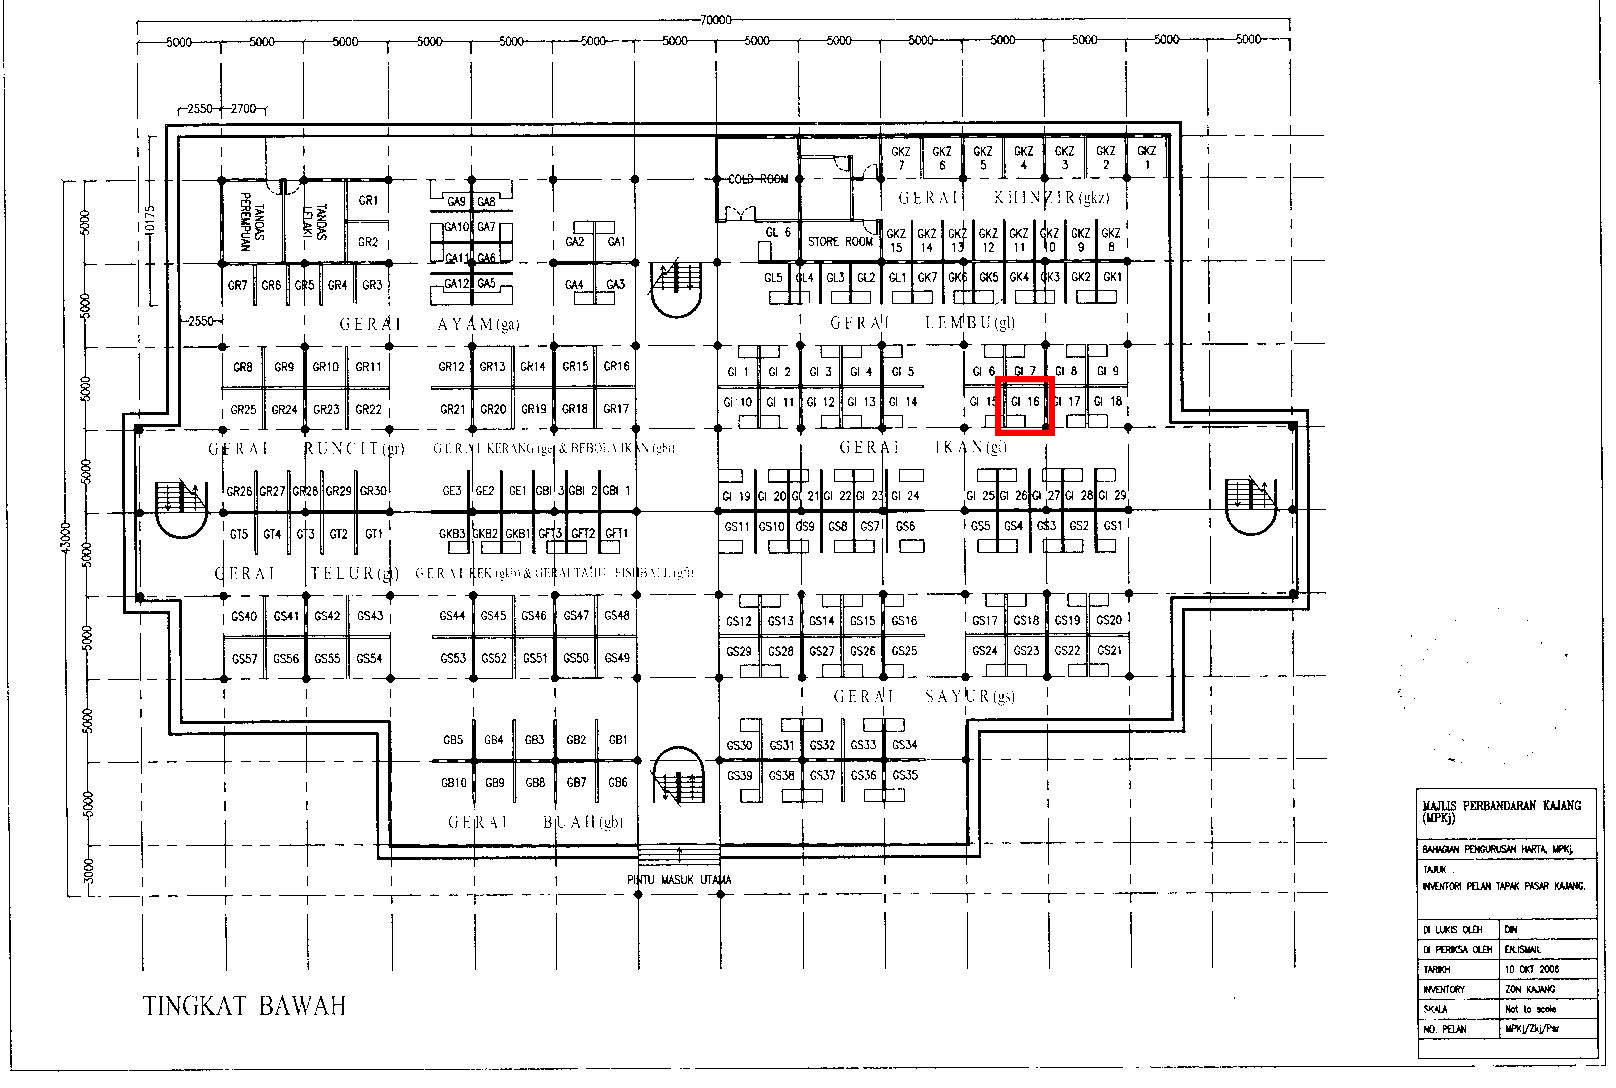 70000
5000 5000 5000 5000 5000 5000 5000 5000 5000 5000 5000 5000 5000 5000
2550 2700
GKZ 7 GKZ 6 GKZ 5 GKZ 4 GKZ 3 GKZ 2 GKZ 1
COLD ROOM
GERAI KHINZIR(gkz)
TANDAS PEREMPUAN
TANDAS LELAKI
GR1
GR2
GA9 GA8
GA10 GA7
GA11 GA6
GA12 GA5
GA2 GA1
GA4 GA3
GL 6
STORE ROOM
GKZ 15 GKZ 14 GKZ 13 GKZ 12 GKZ 11 GKZ 10 GKZ 9 GKZ 8
10175
GR7 GR6 GR5 GR4 GR3
GL5 GL4 GL3 GL2 GL1 GK7 GK6 GK5 GK4 GK3 GK2 GK1
2550
GERAI AYAM(ga)
GERAI LEMBU(gl)
GR8 GR9 GR10 GR11 GR12 GR13 GR14 GR15 GR16
GI 1 GI 2 GI 3 GI 4 GI 5 GI 6 GI 7 GI 8 GI 9
GR25 GR24 GR23 GR22 GR21 GR20 GR19 GR18 GR17
GI 10 GI 11 GI 12 GI 13 GI 14 GI 15 GI 16 GI 17 GI 18
GERAI RUNCIT(gr)
GERAI KERANG(ge) & BEBOLA IKAN(gbi)
GERAI IKAN(gi)
GR26 GR27 GR28 GR29 GR30 GE3 GE2 GE1 GBI 3 GBI 2 GBI 1
GI 19 GI 20 GI 21 GI 22 GI 23 GI 24 GI 25 GI 26 GI 27 GI 28 GI 29
GT5 GT4 GT3 GT2 GT1 GKB3 GKB2 GKB1 GFT3 GFT2 GFT1
GS11 GS10 GS9 GS8 GS7 GS6 GS5 GS4 GS3 GS2 GS1
GERAI TELUR(gt)
GERAI KEK(gkb) & GERAI TAHU FISHBALL(gft)
GS40 GS41 GS42 GS43 GS44 GS45 GS46 GS47 GS48
GS12 GS13 GS14 GS15 GS16 GS17 GS18 GS19 GS20
GS57 GS56 GS55 GS54 GS53 GS52 GS51 GS50 GS49
GS29 GS28 GS27 GS26 GS25 GS24 GS23 GS22 GS21
GERAI SAYUR(gs)
GB5 GB4 GB3 GB2 GB1
GS30 GS31 GS32 GS33 GS34
GB10 GB9 GB8 GB7 GB6
GS39 GS38 GS37 GS36 GS35
GERAI BUAH(gb)
PINTU MASUK UTAMA
43000
5000
5000
5000
5000
5000
5000
5000
5000
3000
TINGKAT BAWAH
MAJLIS PERBANDARAN KAJANG
(MPKj)
BAHAGIAN PENGURUSAN HARTA, MPKj.
TAJUK .
INVENTORI PELAN TAPAK PASAR KAJANG.
DI LUKIS OLEH DIN
DI PERIKSA OLEH EN.ISMAIL
TARIKH 10 OKT 2006
INVENTORY ZON KAJANG
SKALA Not to scale
NO. PELAN MPKj/Zkj/Psr